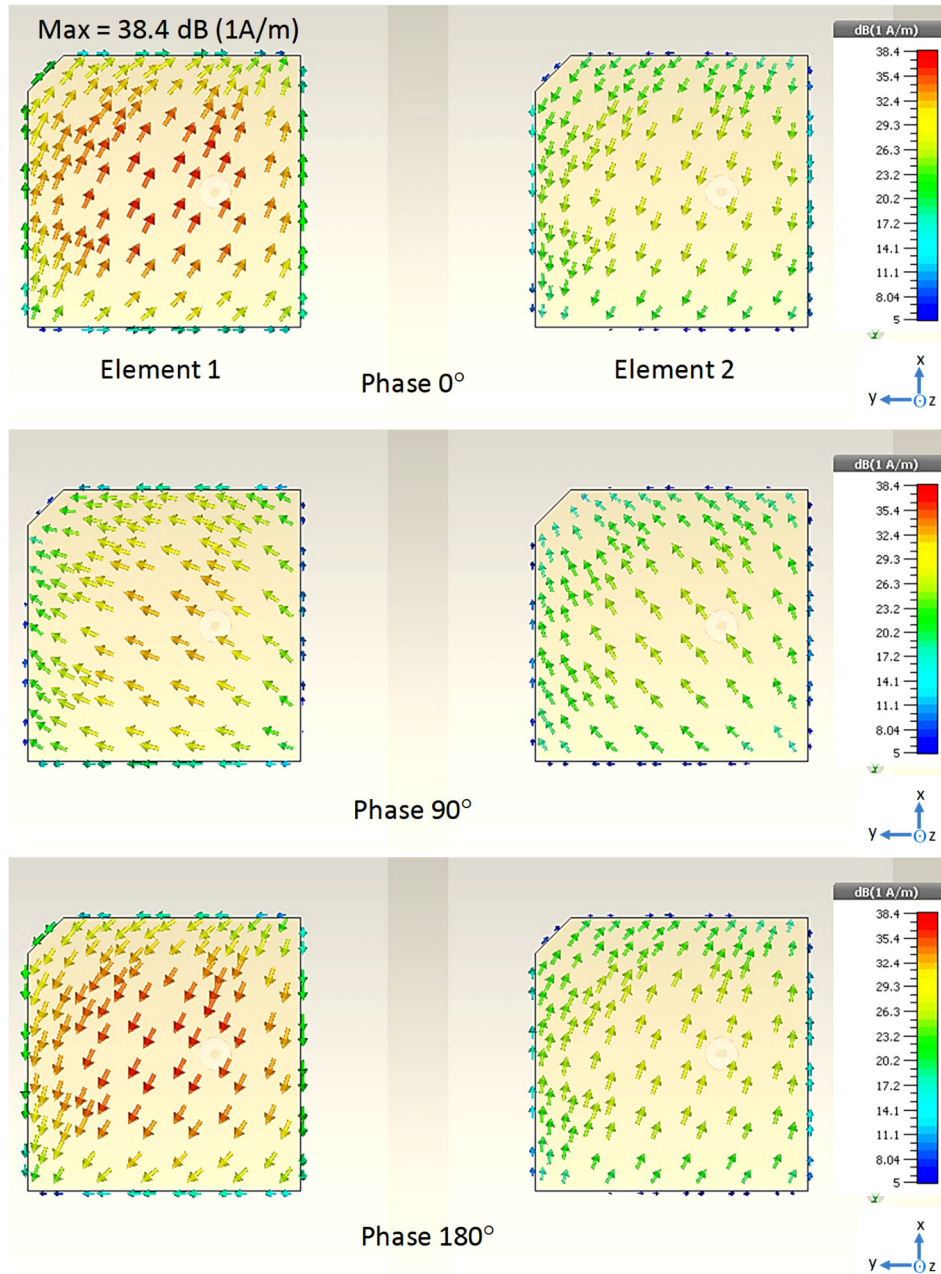 Max = 38.4 dB (1A/m)
dB(1 A/m)
38.4
35.4
32.4
29.3
26.3
23.2
20.2
17.2
14.1
11.1
8.04
5
Element 1
Element 2
Phase 0°
x
y
z
dB(1 A/m)
38.4
35.4
32.4
29.3
26.3
23.2
20.2
17.2
14.1
11.1
8.04
5
Phase 90°
x
y
z
dB(1 A/m)
38.4
35.4
32.4
29.3
26.3
23.2
20.2
17.2
14.1
11.1
8.04
5
Phase 180°
x
y
z